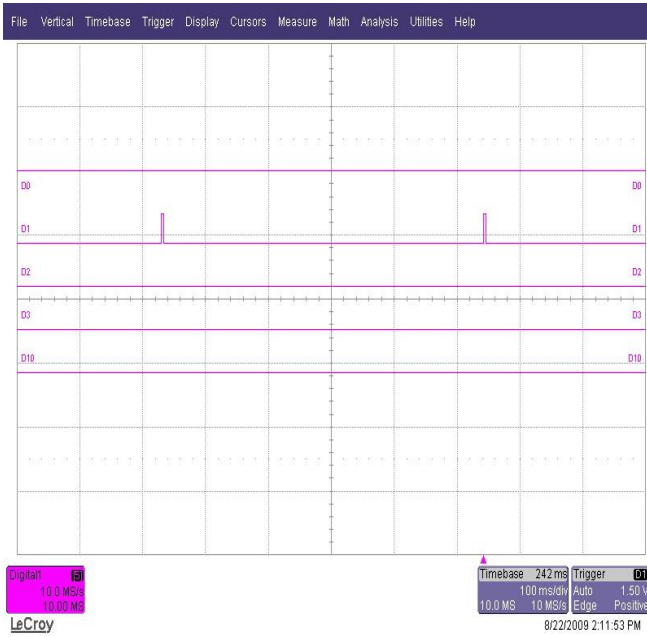 File Vertical Timebase Trigger Display Cursors Measure Math Analysis Utilities Help
D0 D0
D1 D1
D2 D2
D3 D3
D10 D10
Digital1
10.0 MS/s
10.00 MS
Timebase 242 ms
100 ms/div
10.0 MS 10 MS/s
Trigger D1
Auto 1.50 V
Edge Positive
LeCroy
8/22/2009 2:11:53 PM